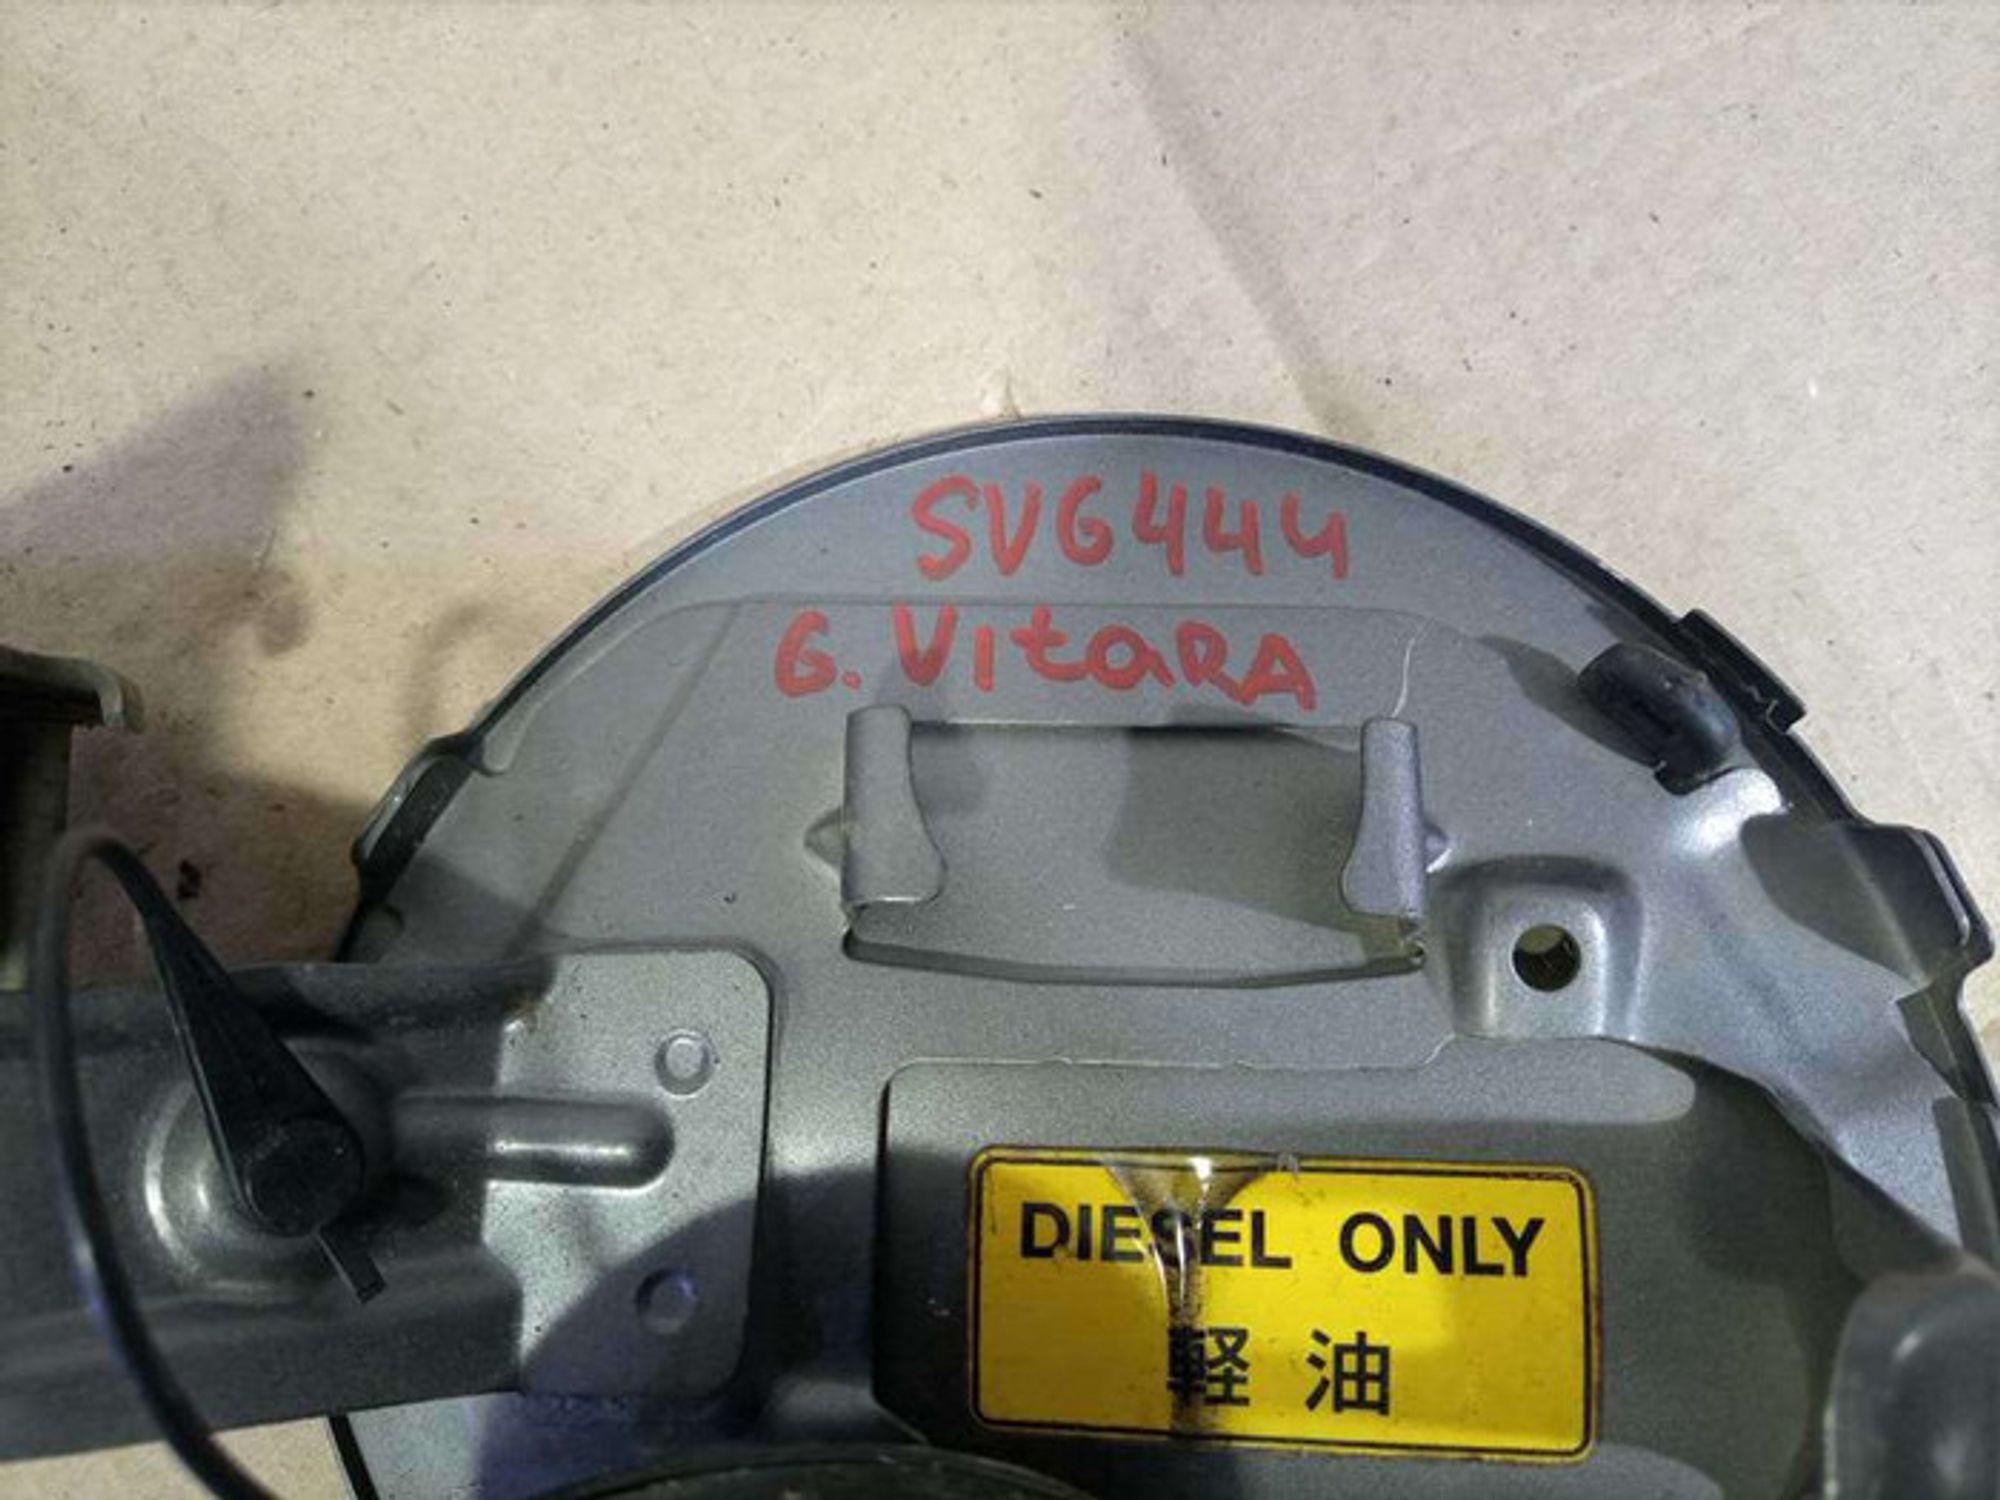 SVG444
G. VItaRA
DIESEL ONLY
軽油